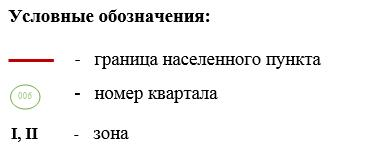 Условные обозначения:
- граница населенного пункта
006 - номер квартала
I, II - зона